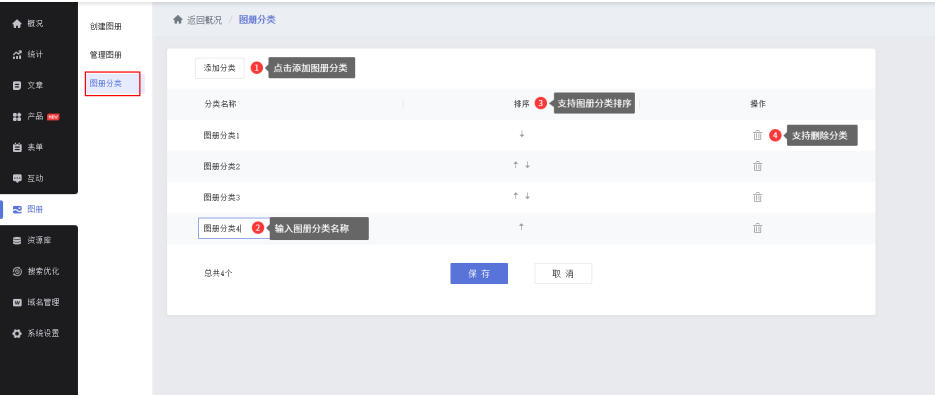 概况
统计
文章
产品 NEW
表单
互动
图册
资源库
搜索优化
域名管理
系统设置
创建图册
管理图册
图册分类
返回概况 / 图册分类
添加分类 1 点击添加图册分类
分类名称 排序 3 支持图册分类排序 操作
图册分类1 ↓ 4 支持删除分类
图册分类2 ↑ ↓
图册分类3 ↑ ↓
图册分类4 2 输入图册分类名称 ↑
总共4个 保存 取消